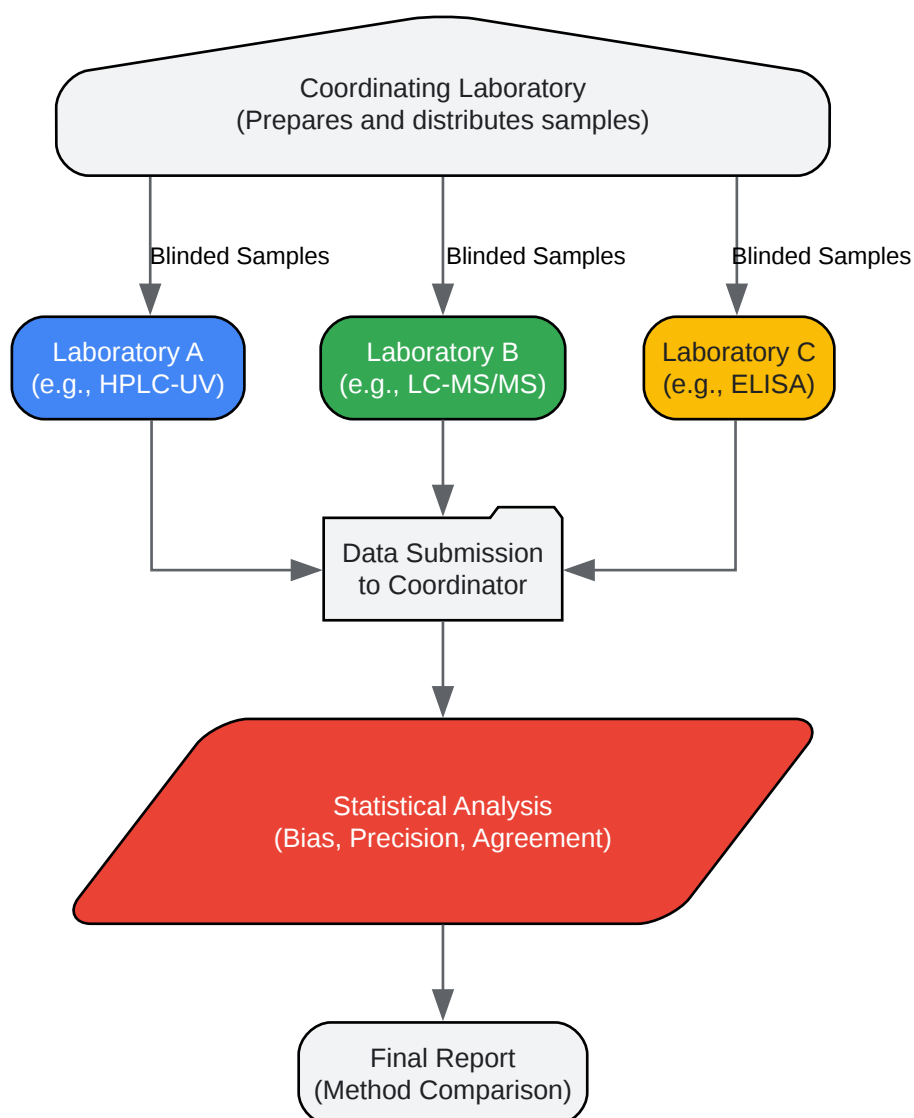 Coordinating Laboratory
(Prepares and distributes samples)
Blinded Samples
Blinded Samples
Blinded Samples
Laboratory A
(e.g., HPLC-UV)
Laboratory B
(e.g., LC-MS/MS)
Laboratory C
(e.g., ELISA)
Data Submission
to Coordinator
Statistical Analysis
(Bias, Precision, Agreement)
Final Report
(Method Comparison)